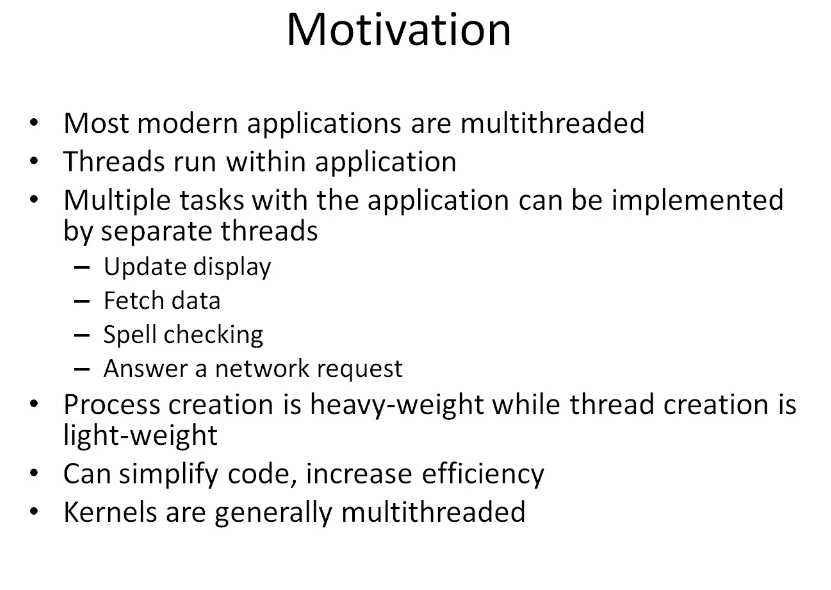 Motivation
• Most modern applications are multithreaded
• Threads run within application
• Multiple tasks with the application can be implemented
by separate threads
– Update display
– Fetch data
– Spell checking
– Answer a network request
• Process creation is heavy-weight while thread creation is
light-weight
• Can simplify code, increase efficiency
• Kernels are generally multithreaded